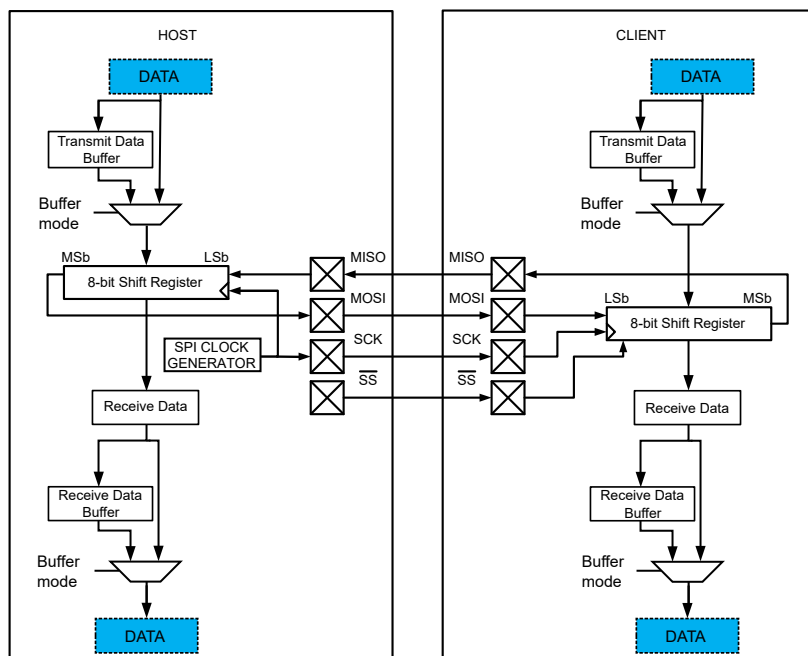 HOST
DATA
Transmit Data
Buffer
Buffer
mode
MSb
LSb
8-bit Shift Register
SPI CLOCK
GENERATOR
Receive Data
Receive Data
Buffer
Buffer
mode
DATA
MISO
MOSI
SCK
SS
CLIENT
DATA
Transmit Data
Buffer
Buffer
mode
MISO
MOSI
SCK
SS
LSb
MSb
8-bit Shift Register
Receive Data
Receive Data
Buffer
Buffer
mode
DATA